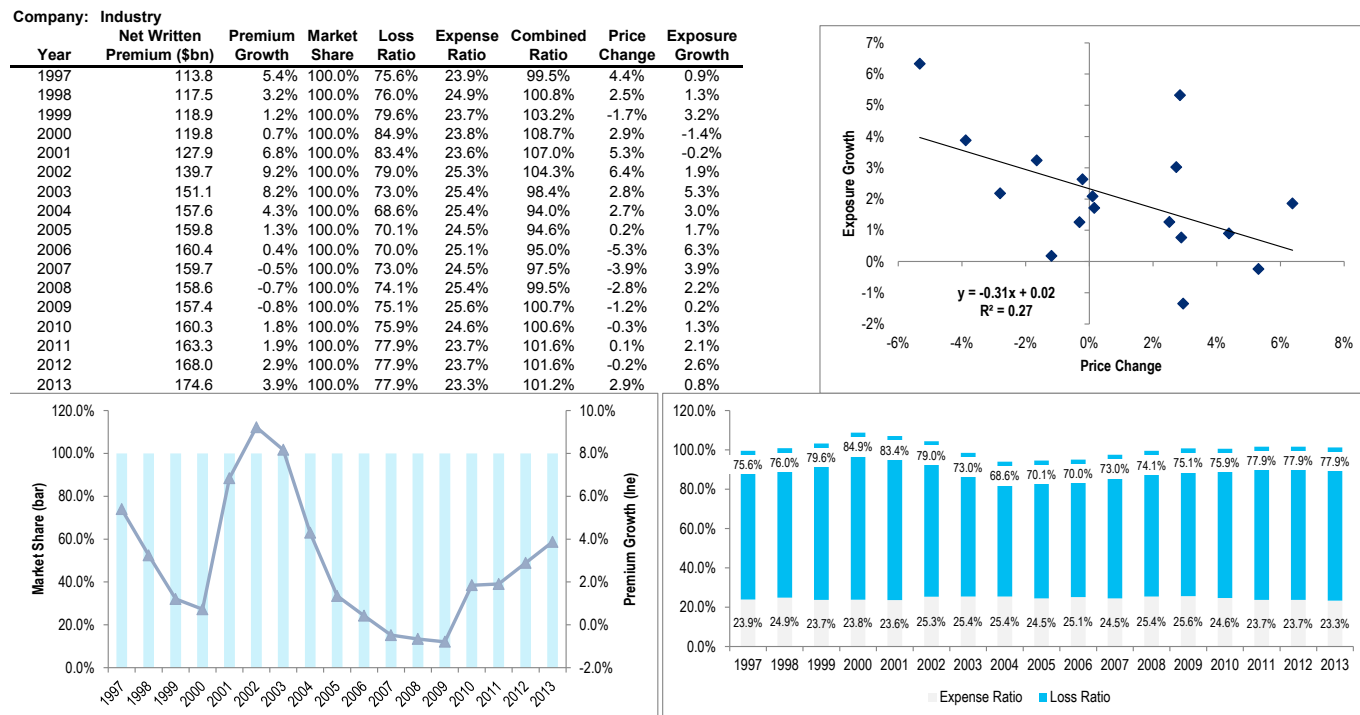 Company: Industry
Net Written Premium Market Loss Expense Combined Price Exposure
Year Premium ($bn) Growth Share Ratio Ratio Ratio Change Growth
1997 113.8 5.4% 100.0% 75.6% 23.9% 99.5% 4.4% 0.9%
1998 117.5 3.2% 100.0% 76.0% 24.9% 100.8% 2.5% 1.3%
1999 118.9 1.2% 100.0% 79.6% 23.7% 103.2% -1.7% 3.2%
2000 119.8 0.7% 100.0% 84.9% 23.8% 108.7% 2.9% -1.4%
2001 127.9 6.8% 100.0% 83.4% 23.6% 107.0% 5.3% -0.2%
2002 139.7 9.2% 100.0% 79.0% 25.3% 104.3% 6.4% 1.9%
2003 151.1 8.2% 100.0% 73.0% 25.4% 98.4% 2.8% 5.3%
2004 157.6 4.3% 100.0% 68.6% 25.4% 94.0% 2.7% 3.0%
2005 159.8 1.3% 100.0% 70.1% 24.5% 94.6% 0.2% 1.7%
2006 160.4 0.4% 100.0% 70.0% 25.1% 95.0% -5.3% 6.3%
2007 159.7 -0.5% 100.0% 73.0% 24.5% 97.5% -3.9% 3.9%
2008 158.6 -0.7% 100.0% 74.1% 25.4% 99.5% -2.8% 2.2%
2009 157.4 -0.8% 100.0% 75.1% 25.6% 100.7% -1.2% 0.2%
2010 160.3 1.8% 100.0% 75.9% 24.6% 100.6% -0.3% 1.3%
2011 163.3 1.9% 100.0% 77.9% 23.7% 101.6% 0.1% 2.1%
2012 168.0 2.9% 100.0% 77.9% 23.7% 101.6% -0.2% 2.6%
2013 174.6 3.9% 100.0% 77.9% 23.3% 101.2% 2.9% 0.8%
7%
6%
5%
4%
3%
2%
1%
0%
-1%
-2%
Exposure Growth
y = -0.31x + 0.02
R² = 0.27
-6% -4% -2% 0% 2% 4% 6% 8%
Price Change
120.0%
100.0%
80.0%
60.0%
40.0%
20.0%
0.0%
Market Share (bar)
10.0%
8.0%
6.0%
4.0%
2.0%
0.0%
-2.0%
Premium Growth (lne)
1997 1998 1999 2000 2001 2002 2003 2004 2005 2006 2007 2008 2009 2010 2011 2012 2013
120.0%
100.0%
80.0%
60.0%
40.0%
20.0%
0.0%
75.6% 76.0% 79.6% 84.9% 83.4% 79.0% 73.0% 68.6% 70.1% 70.0% 73.0% 74.1% 75.1% 75.9% 77.9% 77.9% 77.9%
23.9% 24.9% 23.7% 23.8% 23.6% 25.3% 25.4% 25.4% 24.5% 25.1% 24.5% 25.4% 25.6% 24.6% 23.7% 23.7% 23.3%
1997 1998 1999 2000 2001 2002 2003 2004 2005 2006 2007 2008 2009 2010 2011 2012 2013
Expense Ratio Loss Ratio